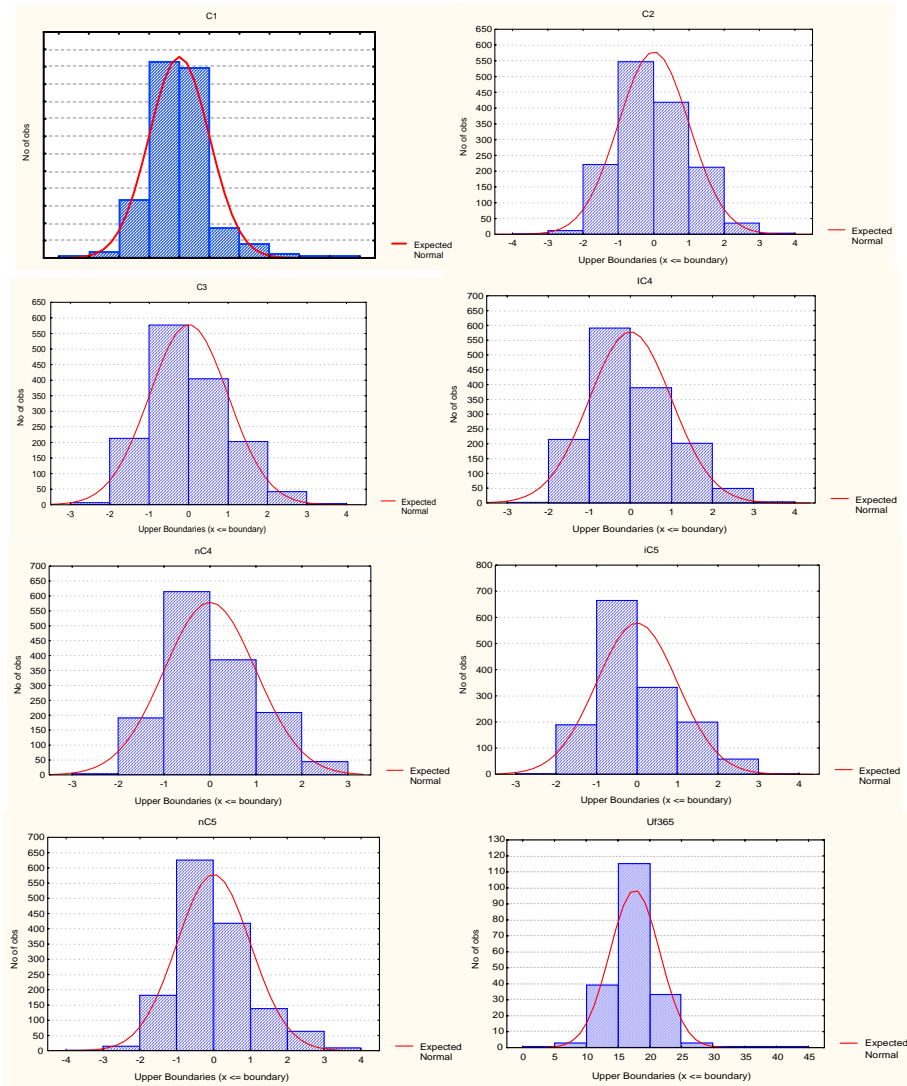 C1
No of obs
Expected
Normal
C2
650
600
550
500
450
400
350
300
250
200
150
100
50
0
No of obs
-4 -3 -2 -1 0 1 2 3 4
Upper Boundaries (x <= boundary)
Expected
Normal
C3
650
600
550
500
450
400
350
300
250
200
150
100
50
0
No of obs
-3 -2 -1 0 1 2 3 4
Upper Boundaries (x <= boundary)
Expected
Normal
IC4
700
650
600
550
500
450
400
350
300
250
200
150
100
50
0
No of obs
-3 -2 -1 0 1 2 3 4
Upper Boundaries (x <= boundary)
Expected
Normal
nC4
700
650
600
550
500
450
400
350
300
250
200
150
100
50
0
No of obs
-3 -2 -1 0 1 2 3
Upper Boundaries (x <= boundary)
Expected
Normal
iC5
800
700
600
500
400
300
200
100
0
No of obs
-3 -2 -1 0 1 2 3 4
Upper Boundaries (x <= boundary)
Expected
Normal
nC5
700
650
600
550
500
450
400
350
300
250
200
150
100
50
0
No of obs
-4 -3 -2 -1 0 1 2 3 4
Upper Boundaries (x <= boundary)
Expected
Normal
Uf365
130
120
110
100
90
80
70
60
50
40
30
20
10
0
No of obs
0 5 10 15 20 25 30 35 40 45
Upper Boundaries (x <= boundary)
Expected
Normal